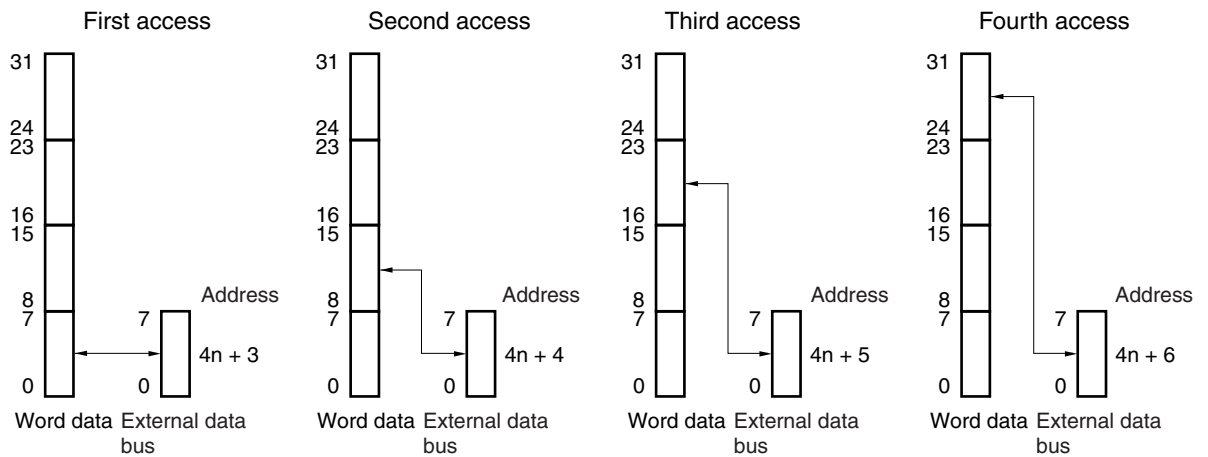 First access
31
24
23
16
15
8
7
0
7
0
Address
4n + 3
Word data External data
bus
Second access
31
24
23
16
15
8
7
0
7
0
Address
4n + 4
Word data External data
bus
Third access
31
24
23
16
15
8
7
0
7
0
Address
4n + 5
Word data External data
bus
Fourth access
31
24
23
16
15
8
7
0
7
0
Address
4n + 6
Word data External data
bus